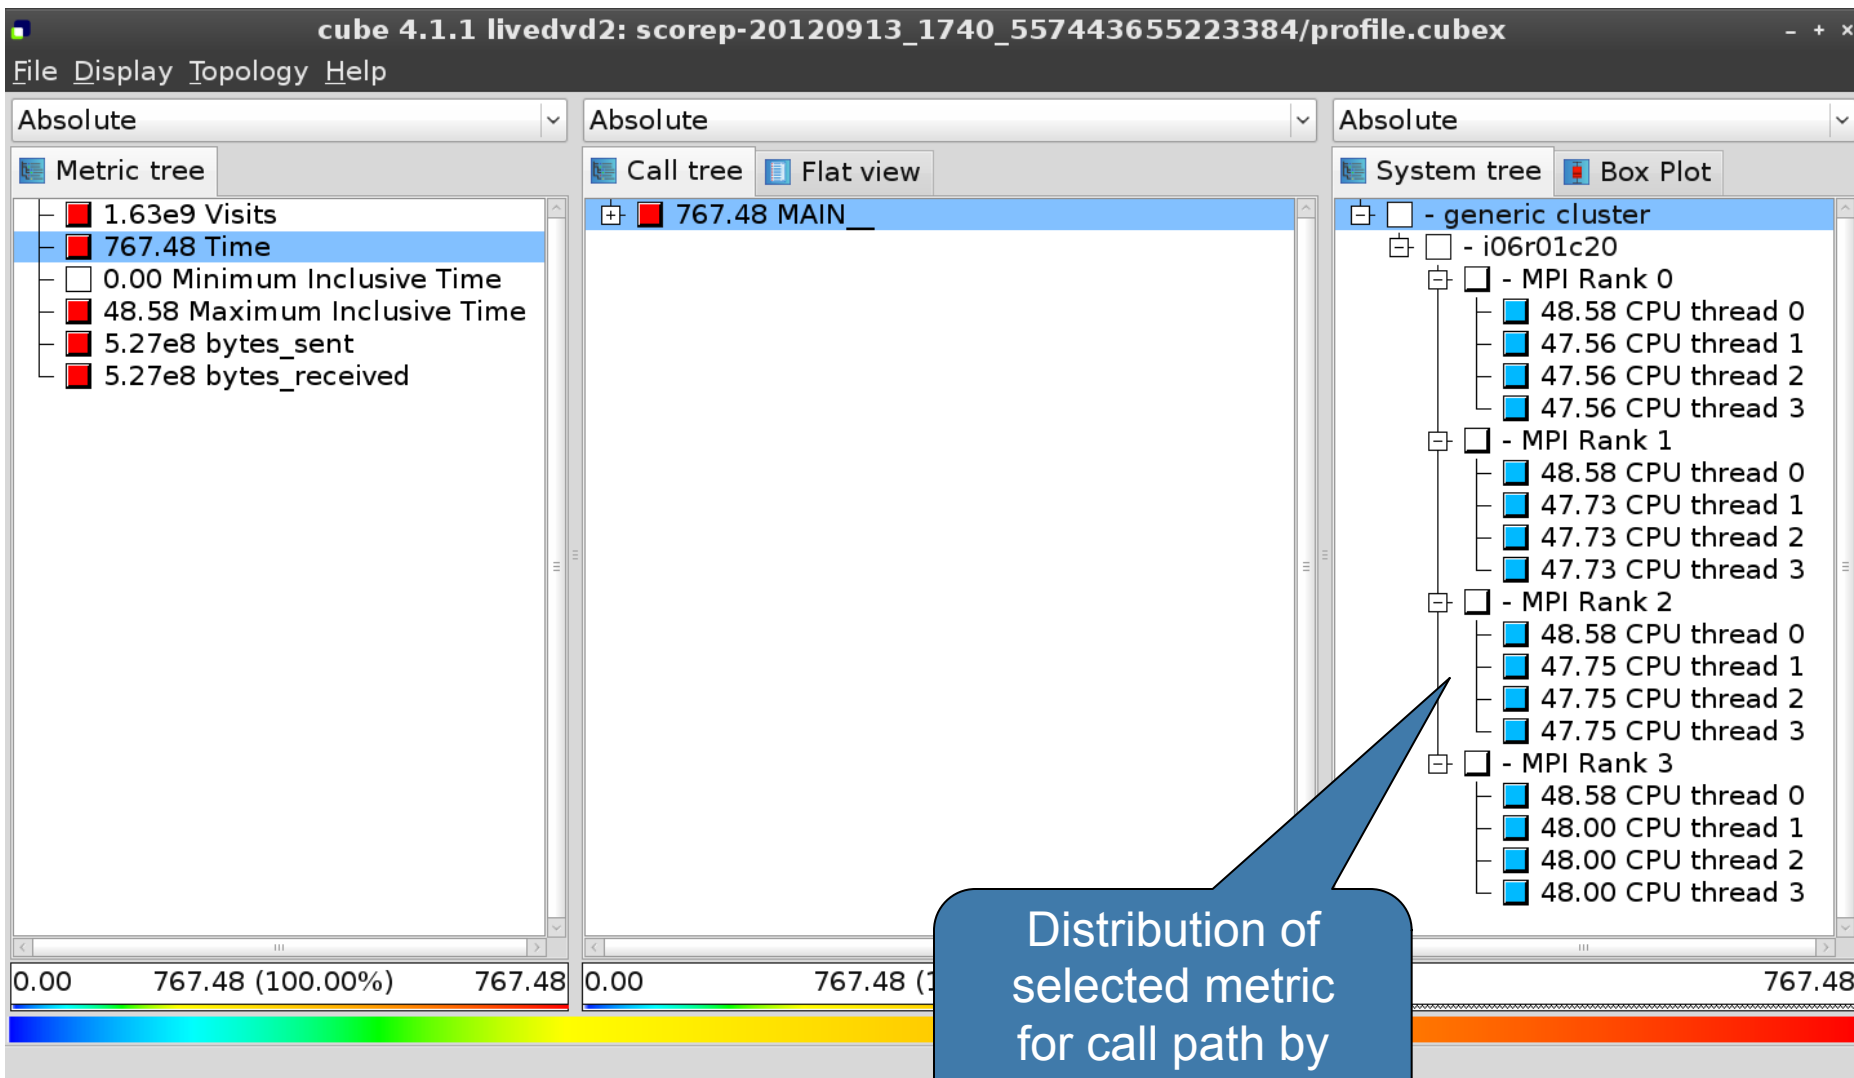 cube 4.1.1 livedvd2: scorep-20120913_1740_557443655223384/profile.cubex
File Display Topology Help
Absolute
Metric tree
1.63e9 Visits
767.48 Time
0.00 Minimum Inclusive Time
48.58 Maximum Inclusive Time
5.27e8 bytes_sent
5.27e8 bytes_received
0.00 767.48 (100.00%) 767.48
Absolute
Call tree Flat view
767.48 MAIN__
0.00 767.48 (1
Absolute
System tree Box Plot
- generic cluster
- i06r01c20
- MPI Rank 0
48.58 CPU thread 0
47.56 CPU thread 1
47.56 CPU thread 2
47.56 CPU thread 3
- MPI Rank 1
48.58 CPU thread 0
47.73 CPU thread 1
47.73 CPU thread 2
47.73 CPU thread 3
- MPI Rank 2
48.58 CPU thread 0
47.75 CPU thread 1
47.75 CPU thread 2
47.75 CPU thread 3
- MPI Rank 3
48.58 CPU thread 0
48.00 CPU thread 1
48.00 CPU thread 2
48.00 CPU thread 3
767.48
Distribution of
selected metric
for call path by